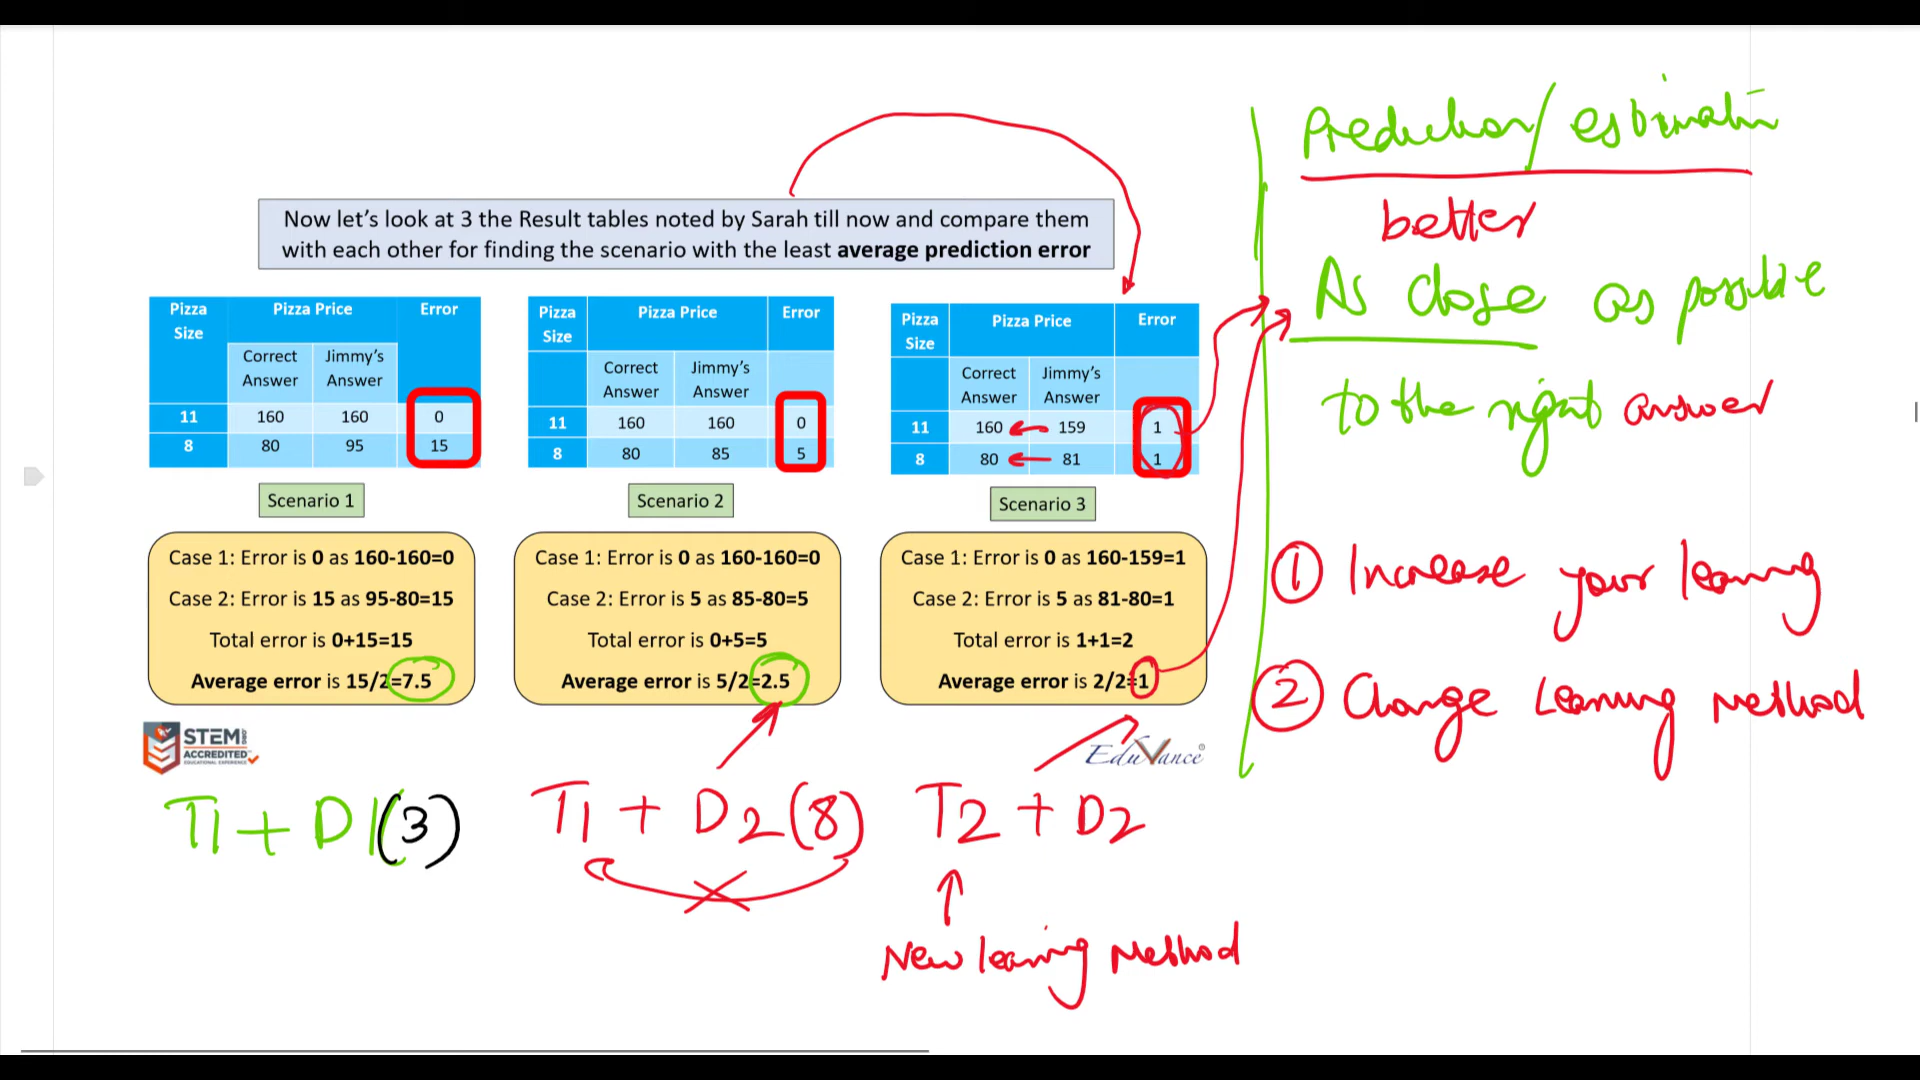 Prediction/estimatin
better
As close as possible
to the right answer
Now let's look at 3 the Result tables noted by Sarah till now and compare them
with each other for finding the scenario with the least average prediction error
Pizza Size Pizza Price Error
Correct Answer Jimmy's Answer
11 160 160 0
8 80 95 15
Scenario 1
Case 1: Error is 0 as 160-160=0
Case 2: Error is 15 as 95-80=15
Total error is 0+15=15
Average error is 15/2=7.5
Pizza Size Pizza Price Error
Correct Answer Jimmy's Answer
11 160 160 0
8 80 85 5
Scenario 2
Case 1: Error is 0 as 160-160=0
Case 2: Error is 5 as 85-80=5
Total error is 0+5=5
Average error is 5/2=2.5
Pizza Size Pizza Price Error
Correct Answer Jimmy's Answer
11 160 159 1
8 80 81 1
Scenario 3
Case 1: Error is 0 as 160-159=1
Case 2: Error is 5 as 81-80=1
Total error is 1+1=2
Average error is 2/2=1
① Increase your learning
② Change Learning Method
STEM.ORG
ACCREDITED
EDUCATIONAL EXPERIENCE
EduVance
T1 + D1(3)
T1 + D2(8)
T2 + D2
New learning Method